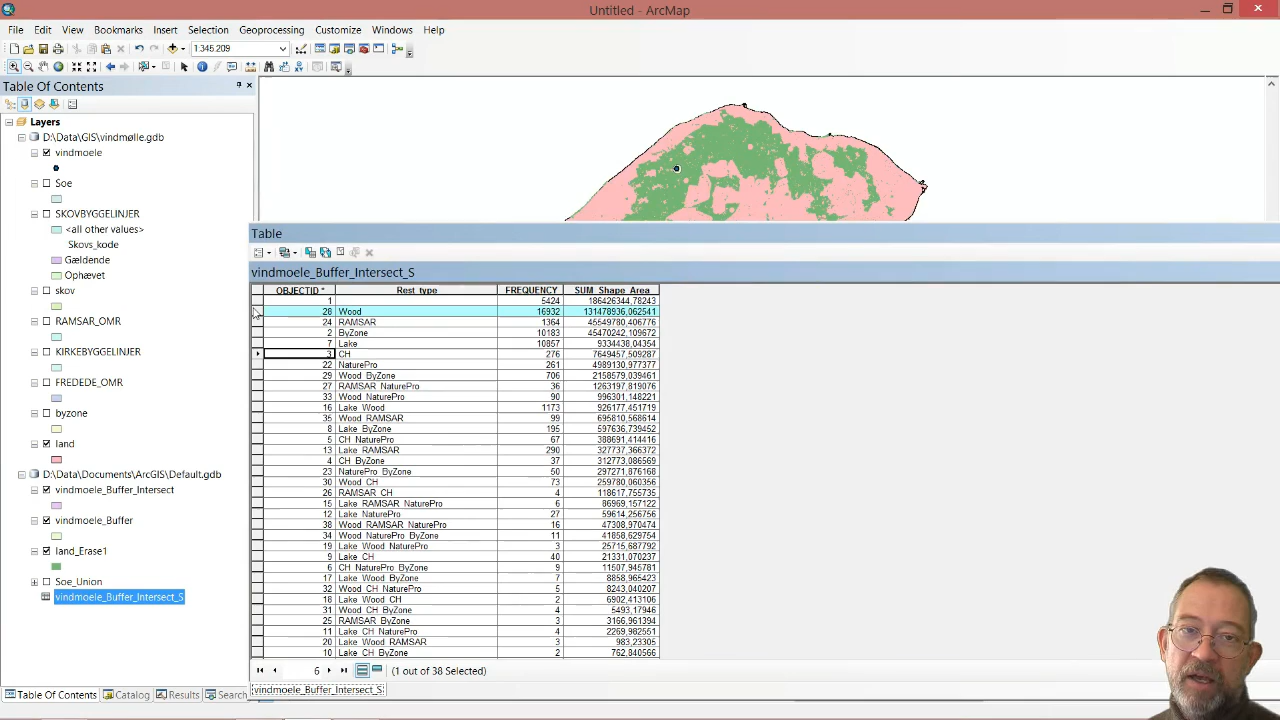 Untitled - ArcMap
File Edit View Bookmarks Insert Selection Geoprocessing Customize Windows Help
1:345.209
Table Of Contents
Layers
D:\Data\GIS\vindmølle.gdb
vindmoele
Soe
SKOVBYGGELINJER
<all other values>
Skovs_kode
Gældende
Ophævet
skov
RAMSAR_OMR
KIRKEBYGGELINJER
FREDEDE_OMR
byzone
land
D:\Data\Documents\ArcGIS\Default.gdb
vindmoele_Buffer_Intersect
vindmoele_Buffer
land_Erase1
Soe_Union
vindmoele_Buffer_Intersect_S
Table Of Contents Catalog Results Search
Table
vindmoele_Buffer_Intersect_S
OBJECTID * Rest_type FREQUENCY SUM_Shape_Area
1 5424 186426344,78243
28 Wood 16932 131478936,062541
24 RAMSAR 1364 45549780,406776
2 ByZone 10183 45470242,109672
7 Lake 10857 9334438,04354
3 CH 276 7649457,509287
22 NaturePro 261 4989130,977377
29 Wood_ByZone 706 2158579,039461
27 RAMSAR_NaturePro 36 1263197,819076
33 Wood_NaturePro 90 996301,148221
16 Lake_Wood 1173 926177,451719
35 Wood_RAMSAR 99 695810,568614
8 Lake_ByZone 195 597636,739452
5 CH_NaturePro 67 388691,414416
13 Lake_RAMSAR 290 327737,366372
4 CH_ByZone 37 312773,086569
23 NaturePro_ByZone 50 297271,876168
30 Wood_CH 73 259780,060356
26 RAMSAR_CH 4 118617,755735
15 Lake_RAMSAR_NaturePro 6 86969,157122
12 Lake_NaturePro 27 59614,256756
38 Wood_RAMSAR_NaturePro 16 47308,970474
34 Wood_NaturePro_ByZone 11 41858,629754
19 Lake_Wood_NaturePro 3 25715,687792
9 Lake_CH 40 21331,070237
6 CH_NaturePro_ByZone 9 11507,945781
17 Lake_Wood_ByZone 7 8858,965423
32 Wood_CH_NaturePro 5 8243,040207
18 Lake_Wood_CH 2 6902,413106
31 Wood_CH_ByZone 4 5493,17946
25 RAMSAR_ByZone 3 3166,961394
11 Lake_CH_NaturePro 4 2269,982551
20 Lake_Wood_RAMSAR 3 983,23305
10 Lake_CH_ByZone 2 762,840566
6 (1 out of 38 Selected)
vindmoele_Buffer_Intersect_S